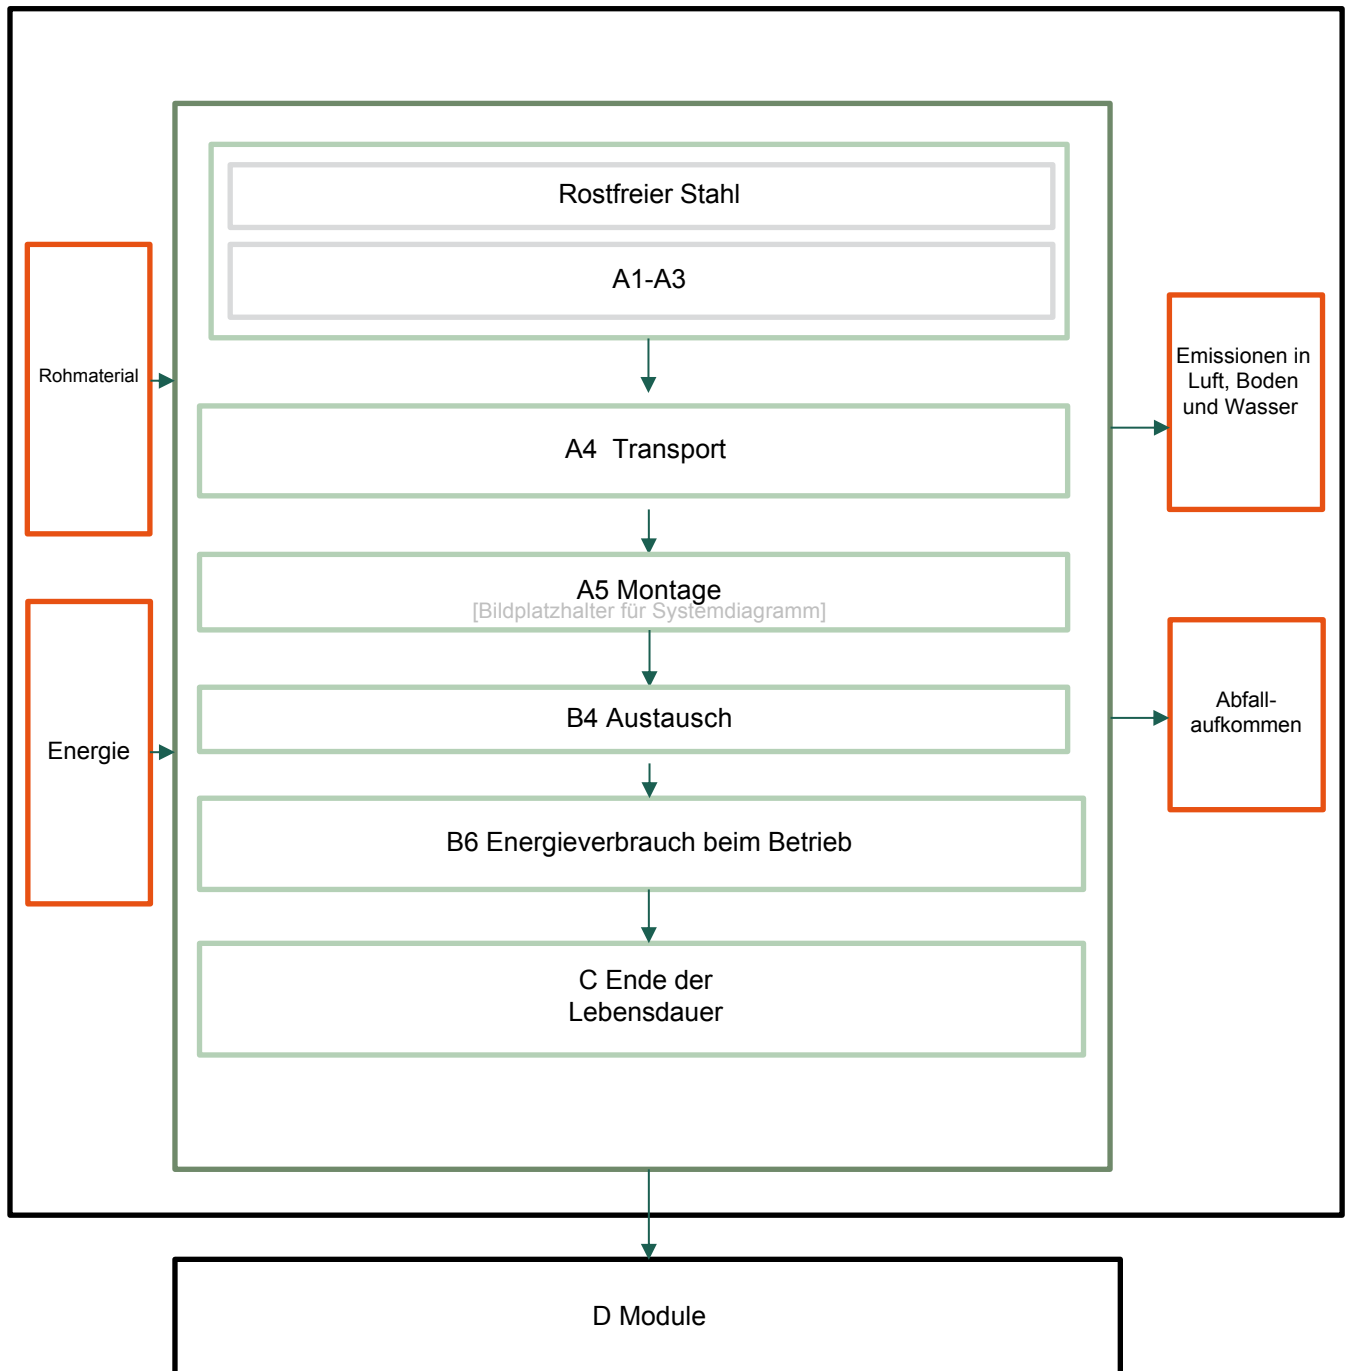 Rostfreier Stahl
A1-A3
Rohmaterial
Emissionen in
Luft, Boden
und Wasser
A4  Transport
A5 Montage
[Bildplatzhalter für Systemdiagramm]
B4 Austausch
Energie
Abfall-
aufkommen
B6 Energieverbrauch beim Betrieb
C Ende der
Lebensdauer
D Module